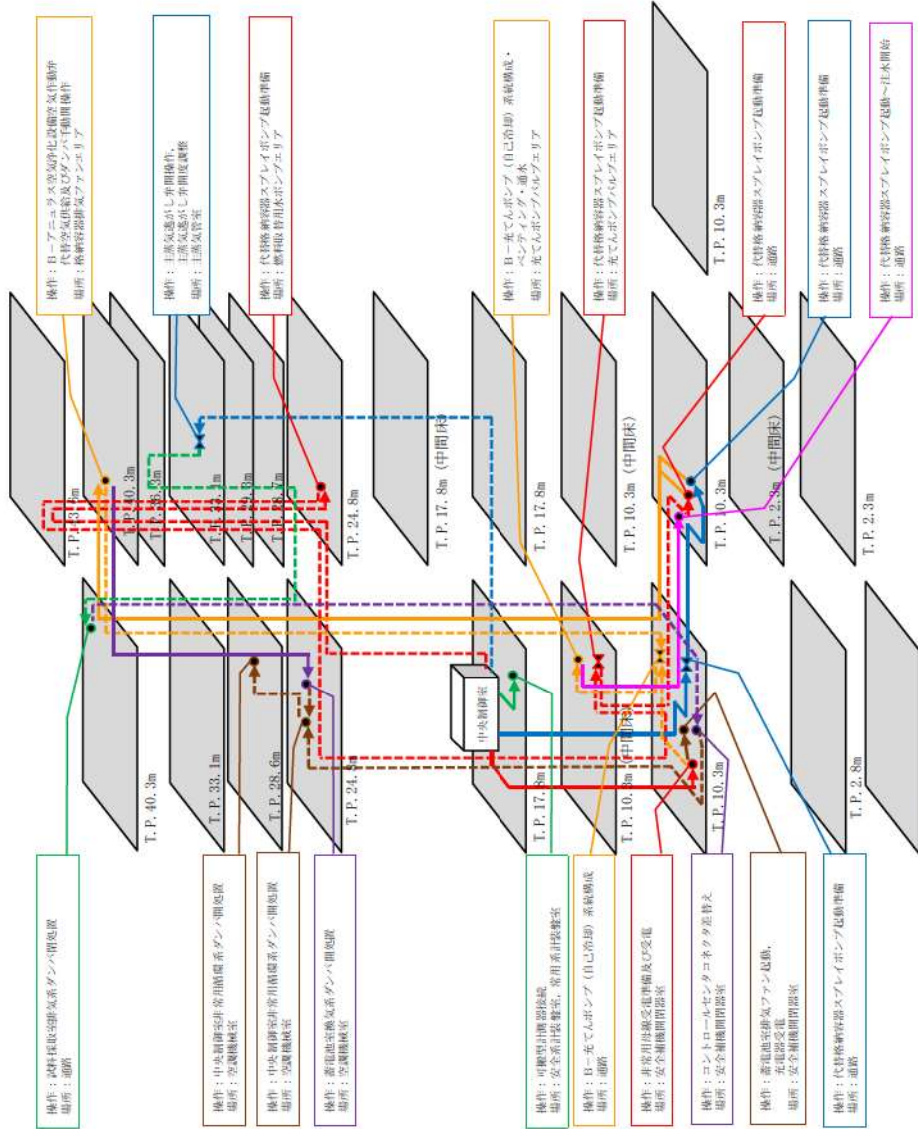 操作：B－アニュラス空気浄化設備空気作動弁
代替空気供給及びダンパ手動開操作
場所：格納容器排気ファンエリア
操作：主蒸気逃がし弁開操作,
主蒸気逃がし弁開度調整
場所：主蒸気管室
操作：代替格納容器スプレイポンプ起動準備
場所：燃料取替用水ポンプエリア
操作：B－充てんポンプ（自己冷却）系統構成・
ベンティング・通水
場所：充てんポンプバルブエリア
操作：代替格納容器スプレイポンプ起動準備
場所：充てんポンプバルブエリア
操作：代替格納容器スプレイポンプ起動準備
場所：通路
操作：代替格納容器スプレイポンプ起動準備
場所：通路
操作：代替格納容器スプレイポンプ起動～注水開始
場所：通路
T.P.40.3m
T.P.24.8m
T.P.17.8m（中間床）
T.P.17.8m
T.P.10.3m（中間床）
T.P.10.3m
T.P.2.3m（中間床）
T.P.2.3m
T.P.10.3m
T.P.40.3m
T.P.33.1m
T.P.28.6m
T.P.24.8m
中央制御室
T.P.17.8m
T.P.10.3m（中間床）
T.P.10.3m
T.P.2.8m
操作：試料採取室排気系ダンパ閉処置
場所：通路
操作：中央制御室非常用循環系ダンパ開処置
場所：空調機械室
操作：中央制御室非常用循環系ダンパ開処置
場所：空調機械室
操作：蓄電池室換気系ダンパ開処置
場所：空調機械室
操作：可搬型計測器接続
場所：安全系計装盤室，常用系計装盤室
操作：B－充てんポンプ（自己冷却）系統構成
場所：通路
操作：非常用母線受電準備及び受電
場所：安全補機開閉器室
操作：コントロールセンタコネクタ差替え
場所：安全補機開閉器室
操作：蓄電池室排気ファン起動,
充電器受電
場所：安全補機開閉器室
操作：代替格納容器スプレイポンプ起動準備
場所：通路